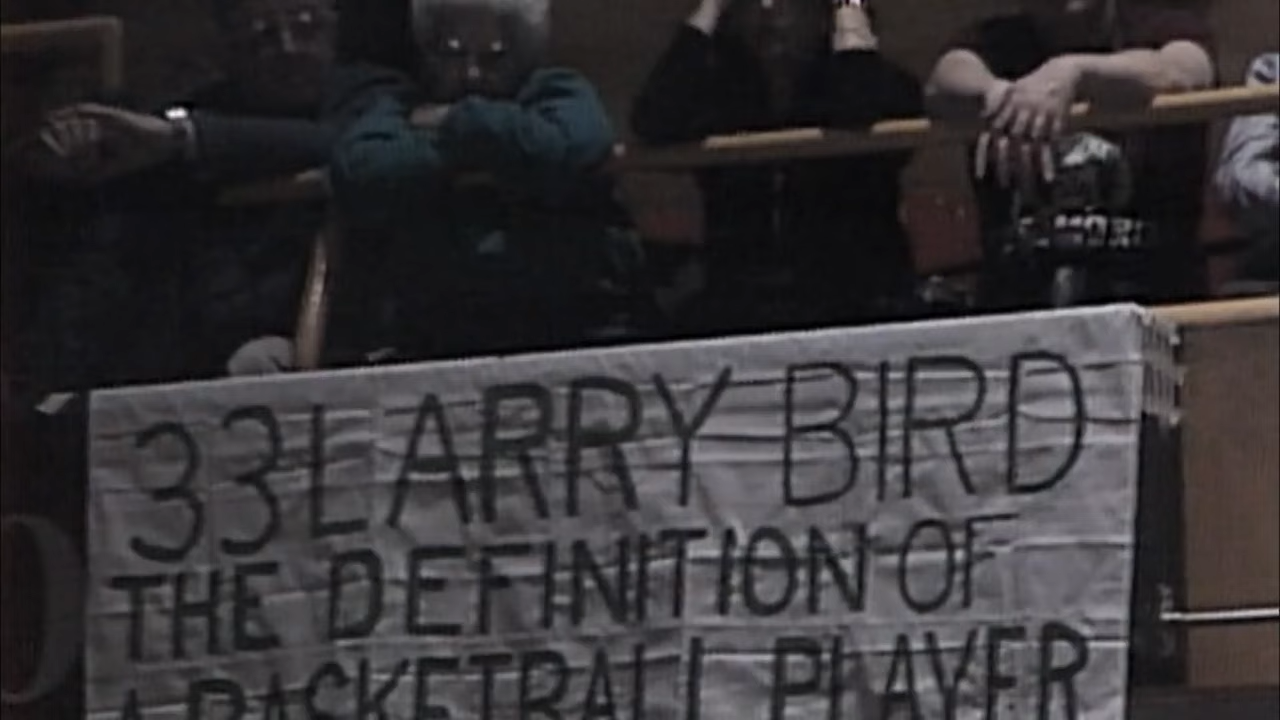 33 LARRY BIRD
THE DEFINITION OF
A BASKETBALL PLAYER